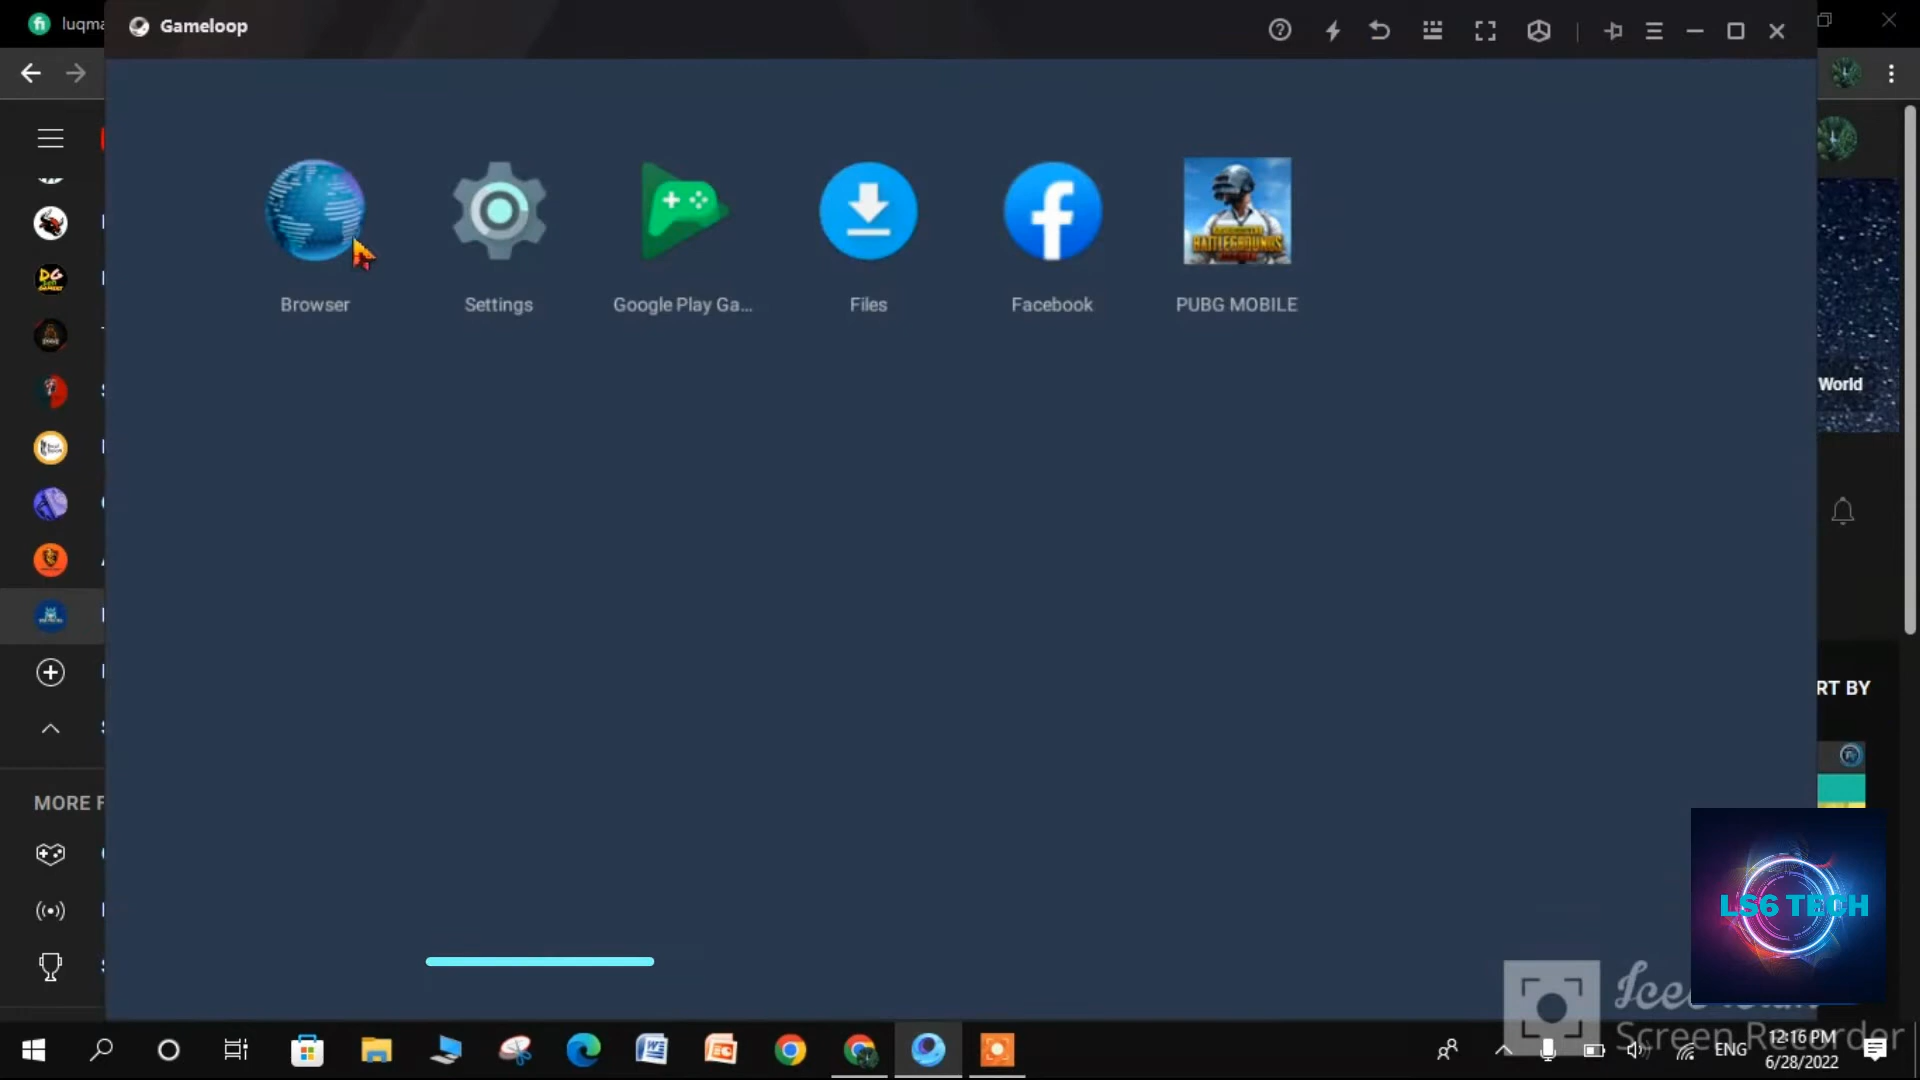 luqma
Gameloop
BATTLEGROUNDS
Browser
Settings
Google Play Ga...
Files
Facebook
PUBG MOBILE
World
RT BY
MORE F
LS6 TECH
Screen Recorder
ENG
12:16 PM
6/28/2022